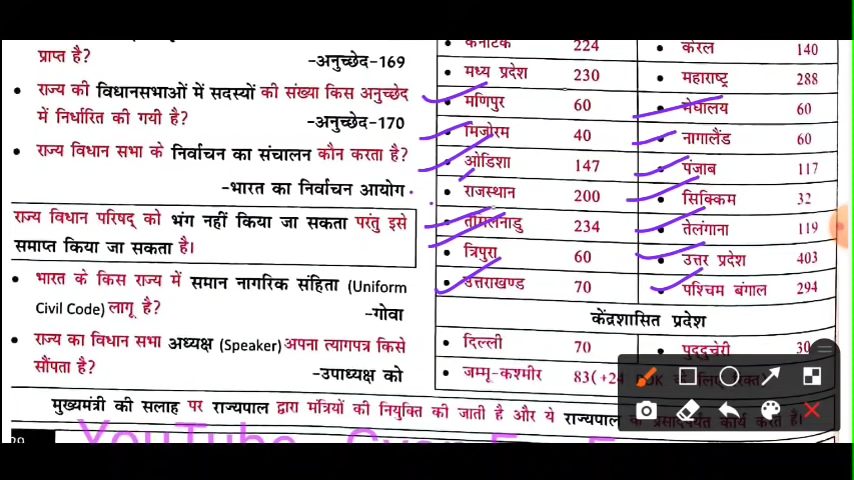 प्राप्त है?
-अनुच्छेद-169
• राज्य की विधानसभाओं में सदस्यों की संख्या किस अनुच्छेद
में निर्धारित की गयी है?
-अनुच्छेद-170
• राज्य विधान सभा के निर्वाचन का संचालन कौन करता है?
-भारत का निर्वाचन आयोग
राज्य विधान परिषद् को भंग नहीं किया जा सकता परंतु इसे
समाप्त किया जा सकता है।
• भारत के किस राज्य में समान नागरिक संहिता (Uniform
Civil Code) लागू है?
-गोवा
• राज्य का विधान सभा अध्यक्ष (Speaker) अपना त्यागपत्र किसे
सौंपता है?
-उपाध्यक्ष को
• कर्नाटक 224
• मध्य प्रदेश 230
• मणिपुर 60
• मिजोरम 40
• ओडिशा 147
• राजस्थान 200
• तमिलनाडु 234
• त्रिपुरा 60
• उत्तराखण्ड 70
• केरल 140
• महाराष्ट्र 288
• मेघालय 60
• नागालैंड 60
• पंजाब 117
• सिक्किम 32
• तेलंगाना 119
• उत्तर प्रदेश 403
• पश्चिम बंगाल 294
केंद्रशासित प्रदेश
• दिल्ली 70
• पुद्दुचेरी 30
• जम्मू-कश्मीर 83(+24
मुख्यमंत्री की सलाह पर राज्यपाल द्वारा मंत्रियों की नियुक्ति की जाती है और ये राज्यपाल के प्रसादपर्यंत कार्य करते हैं।
YouTube